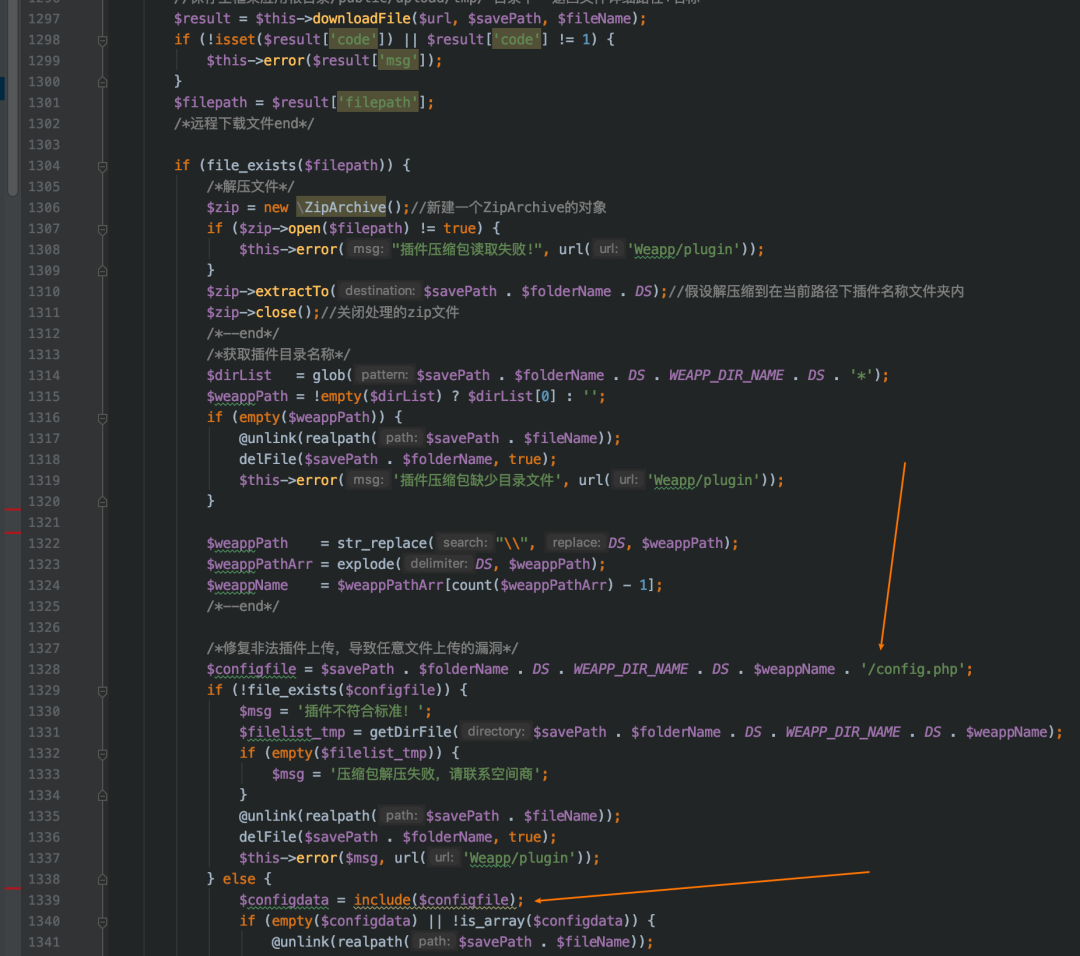 1297 $result = $this->downloadFile($url, $savePath, $fileName);
1298 if (!isset($result['code']) || $result['code'] != 1) {
1299 $this->error($result['msg']);
1300 }
1301 $filepath = $result['filepath'];
1302 /*远程下载文件end*/
1303
1304 if (file_exists($filepath)) {
1305 /*解压文件*/
1306 $zip = new \ZipArchive();//新建一个ZipArchive的对象
1307 if ($zip->open($filepath) != true) {
1308 $this->error( msg: "插件压缩包读取失败!", url( url: 'Weapp/plugin'));
1309 }
1310 $zip->extractTo( destination: $savePath . $folderName . DS);//假设解压缩到在当前路径下插件名称文件夹内
1311 $zip->close();//关闭处理的zip文件
1312 /*--end*/
1313 /*获取插件目录名称*/
1314 $dirList = glob( pattern: $savePath . $folderName . DS . WEAPP_DIR_NAME . DS . '*');
1315 $weappPath = !empty($dirList) ? $dirList[0] : '';
1316 if (empty($weappPath)) {
1317 @unlink(realpath( path: $savePath . $fileName));
1318 delFile($savePath . $folderName, true);
1319 $this->error( msg: '插件压缩包缺少目录文件', url( url: 'Weapp/plugin'));
1320 }
1321
1322 $weappPath = str_replace( search: "\\", replace: DS, $weappPath);
1323 $weappPathArr = explode( delimiter: DS, $weappPath);
1324 $weappName = $weappPathArr[count($weappPathArr) - 1];
1325 /*--end*/
1326
1327 /*修复非法插件上传，导致任意文件上传的漏洞*/
1328 $configfile = $savePath . $folderName . DS . WEAPP_DIR_NAME . DS . $weappName . '/config.php';
1329 if (!file_exists($configfile)) {
1330 $msg = '插件不符合标准！';
1331 $filelist_tmp = getDirFile( directory: $savePath . $folderName . DS . WEAPP_DIR_NAME . DS . $weappName);
1332 if (empty($filelist_tmp)) {
1333 $msg = '压缩包解压失败，请联系空间商';
1334 }
1335 @unlink(realpath( path: $savePath . $fileName));
1336 delFile($savePath . $folderName, true);
1337 $this->error($msg, url( url: 'Weapp/plugin'));
1338 } else {
1339 $configdata = include($configfile);
1340 if (empty($configdata) || !is_array($configdata)) {
1341 @unlink(realpath( path: $savePath . $fileName));